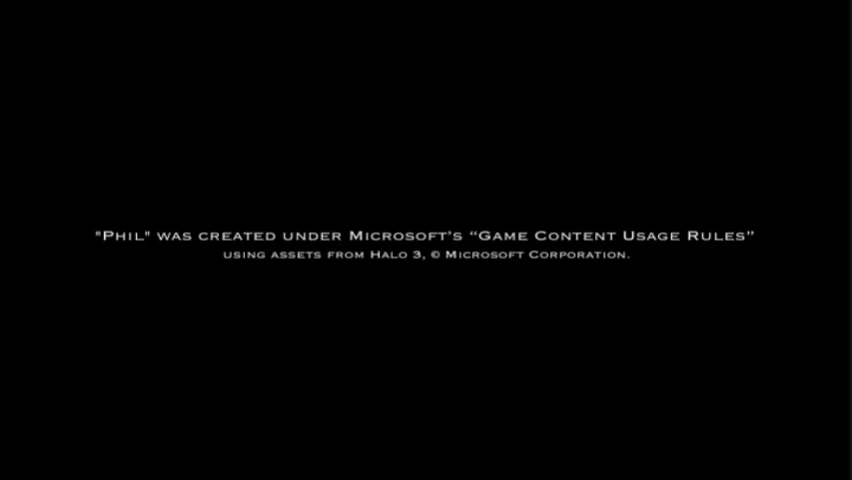 "Phil" was created under Microsoft's “Game Content Usage Rules”
using assets from Halo 3, © Microsoft Corporation.